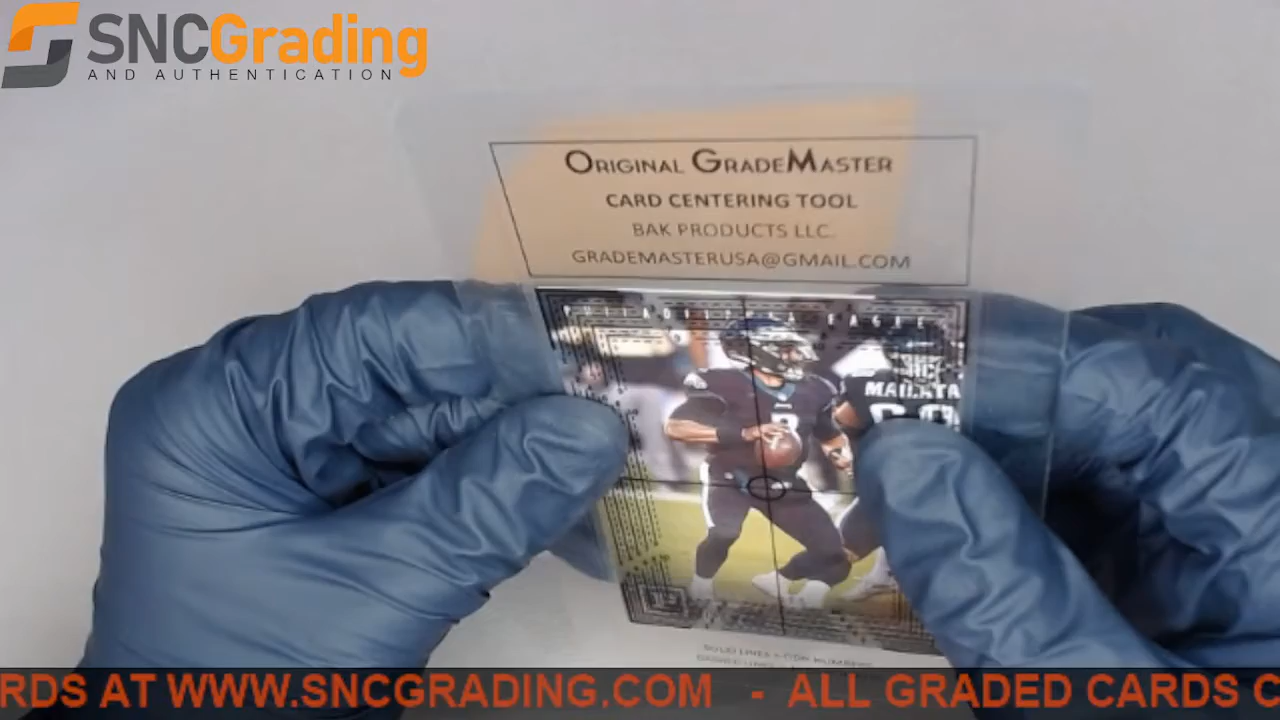 SNCGrading
AND AUTHENTICATION
ORIGINAL GRADEMASTER
CARD CENTERING TOOL
BAK PRODUCTS LLC.
GRADEMASTERUSA@GMAIL.COM
MAILATA
RDS AT WWW.SNCGRADING.COM - ALL GRADED CARDS C